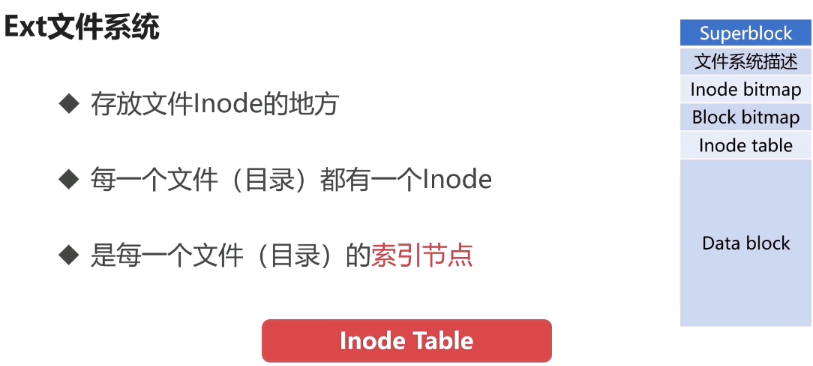 Ext文件系统
◆ 存放文件Inode的地方
◆ 每一个文件（目录）都有一个Inode
◆ 是每一个文件（目录）的索引节点
Inode Table
Superblock
文件系统描述
Inode bitmap
Block bitmap
Inode table
Data block